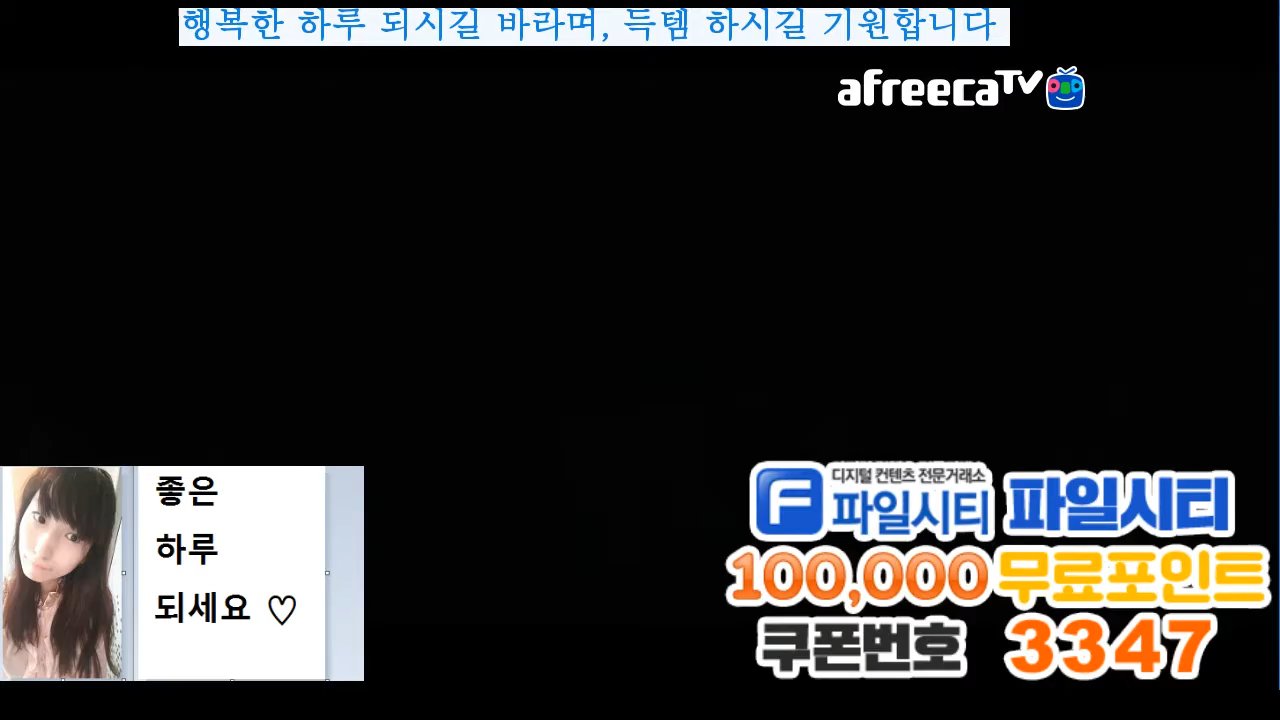 행복한 하루 되시길 바라며, 득템 하시길 기원합니다
afreecaTV
좋은
하루
되세요 ♡
디지털 컨텐츠 전문거래소
F 파일시티 파일시티
100,000 무료포인트
쿠폰번호 3347